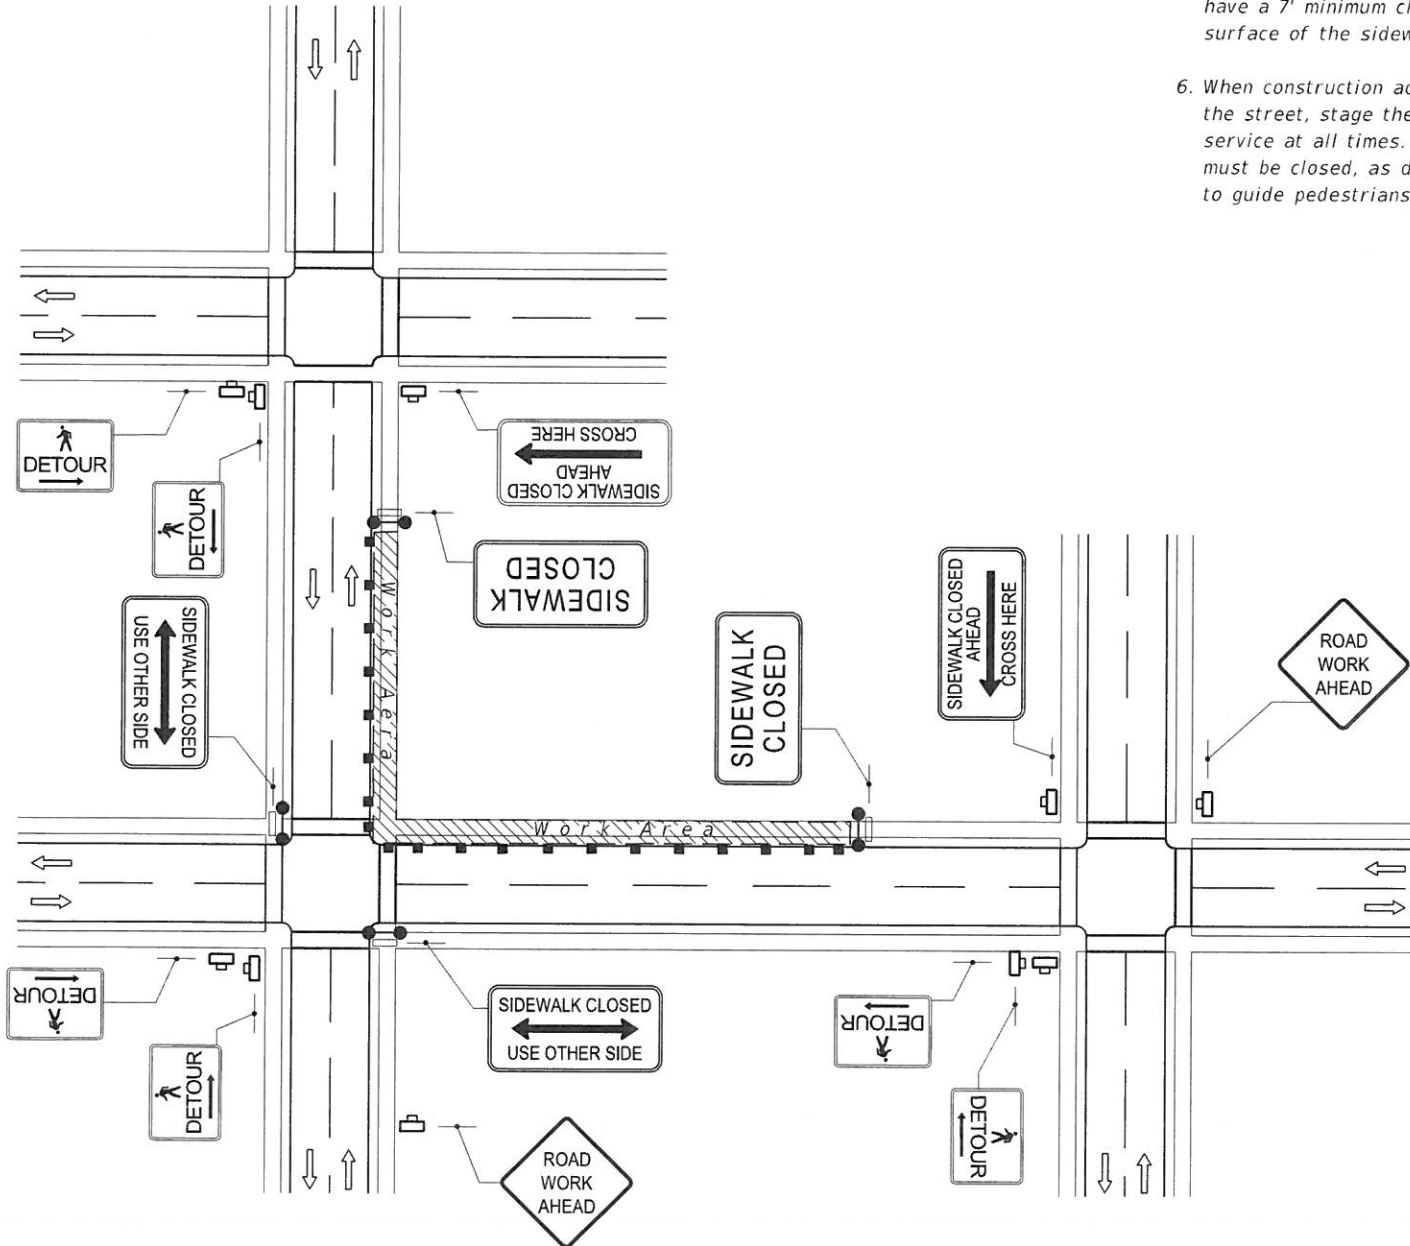 have a 7' minimum cl
surface of the sidew
6. When construction ac
the street, stage the
service at all times.
must be closed, as d
to guide pedestrians
DETOUR
SIDEWALK CLOSED
AHEAD
CROSS HERE
DETOUR
SIDEWALK
CLOSED
SIDEWALK CLOSED
USE OTHER SIDE
Work Aera
SIDEWALK
CLOSED
SIDEWALK CLOSED
AHEAD
CROSS HERE
ROAD
WORK
AHEAD
Work Area
DETOUR
DETOUR
SIDEWALK CLOSED
USE OTHER SIDE
DETOUR
DETOUR
ROAD
WORK
AHEAD